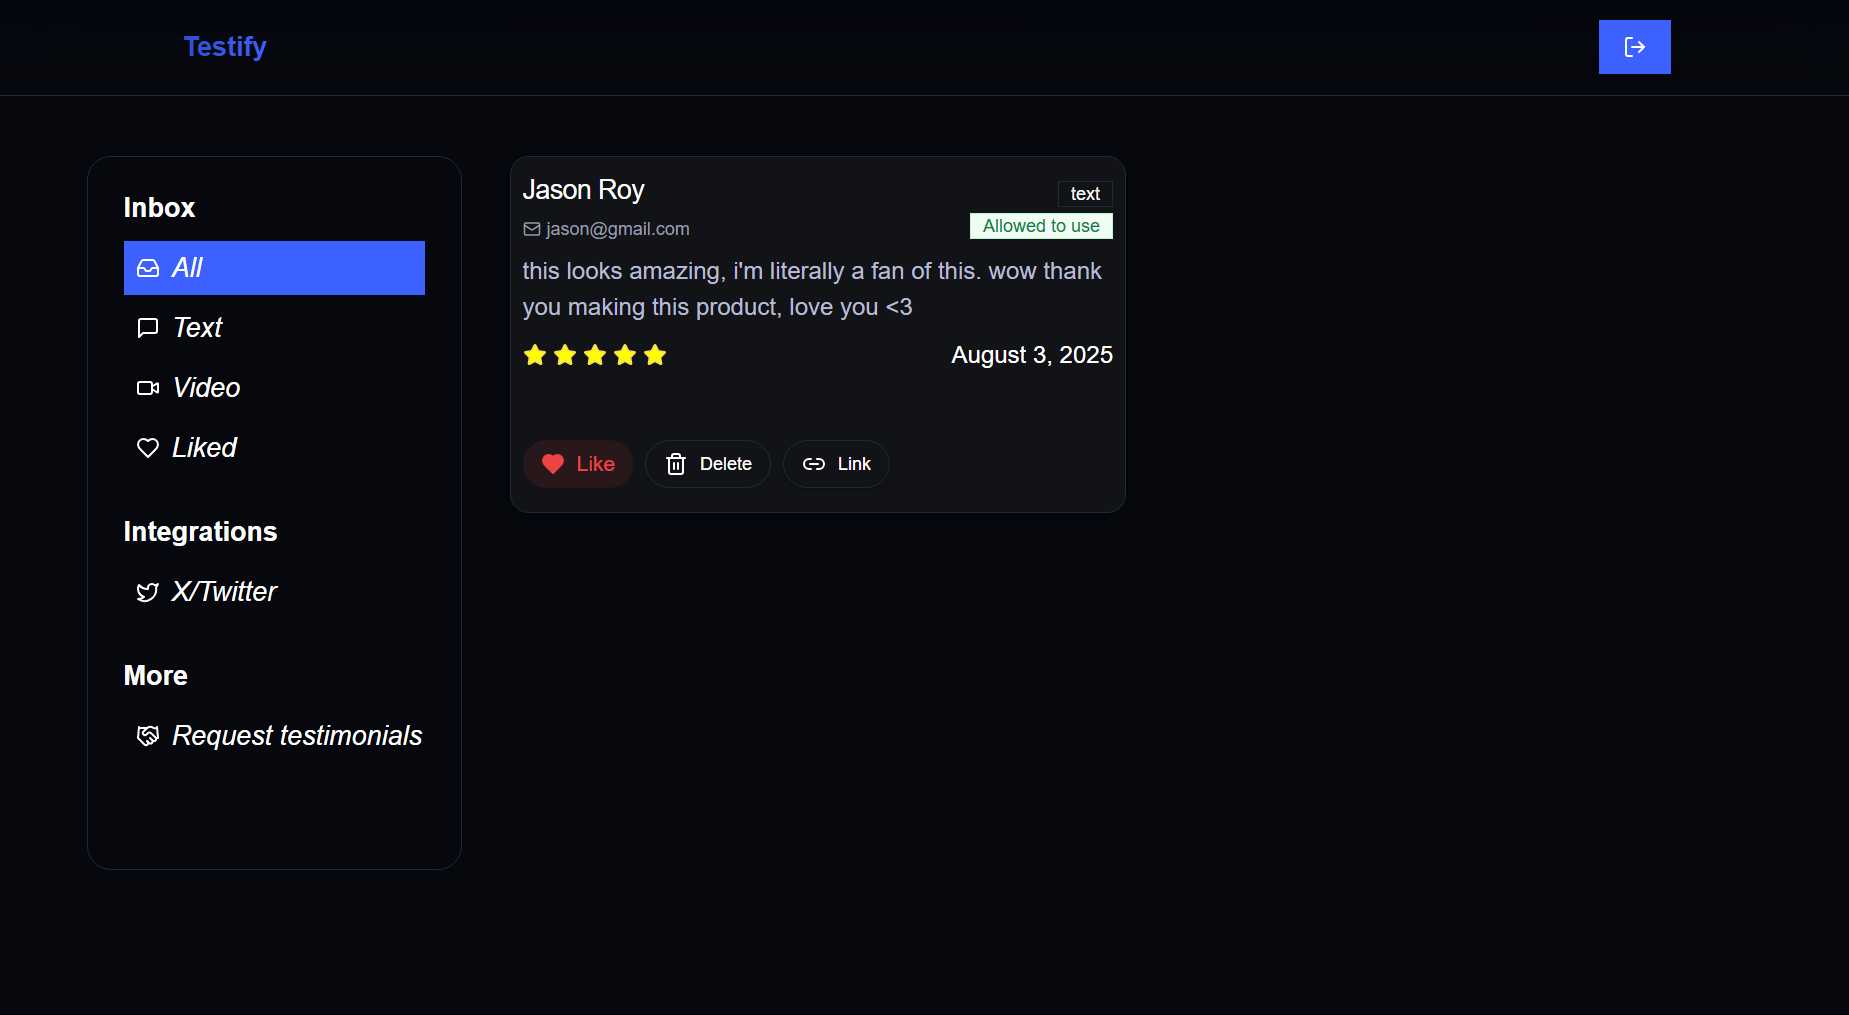 Testify
Inbox
All
Text
Video
Liked
Integrations
X/Twitter
More
Request testimonials
Jason Roy
text
jason@gmail.com
Allowed to use
this looks amazing, i'm literally a fan of this. wow thank
you making this product, love you <3
August 3, 2025
Like
Delete
Link